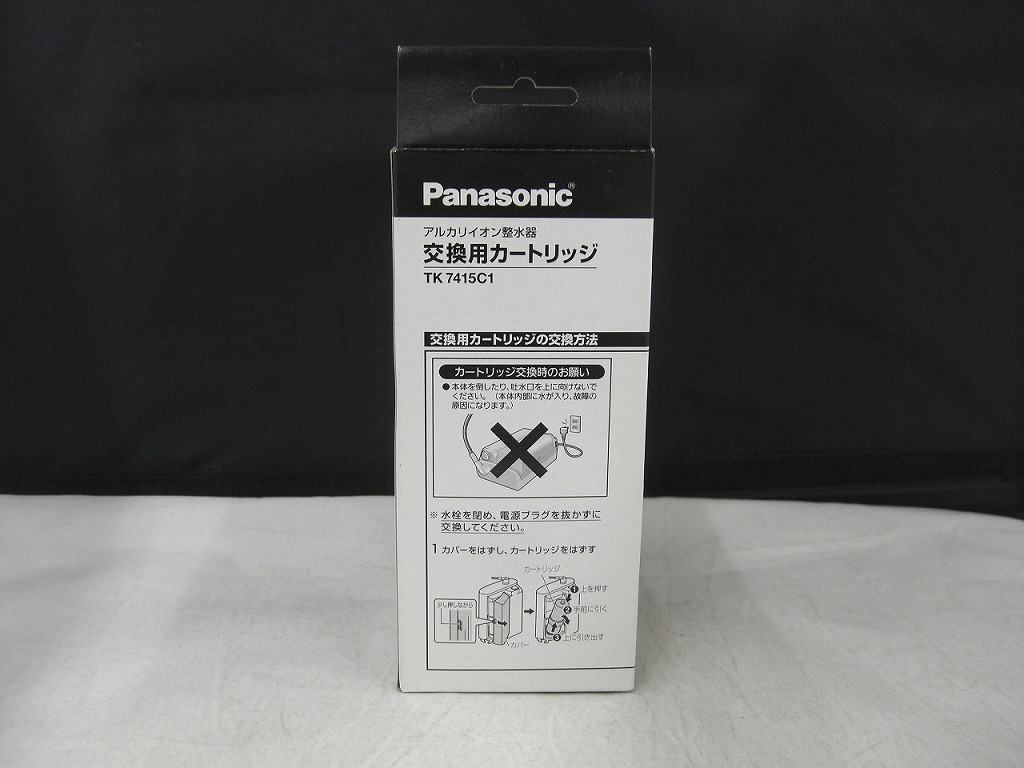 Panasonic®
アルカリイオン整水器
交換用カートリッジ
TK 7415C1
交換用カートリッジの交換方法
カートリッジ交換時のお願い
●本体を倒したり、吐水口を上に向けないで
ください。（本体内部に水が入り、故障の
原因になります。）
※ 水栓を閉め、電源プラグを抜かずに
交換してください。
1 カバーをはずし、カートリッジをはずす
カートリッジ
少し押しながら
カバー
❶上を押す
❷手前に引く
❸上に引き出す